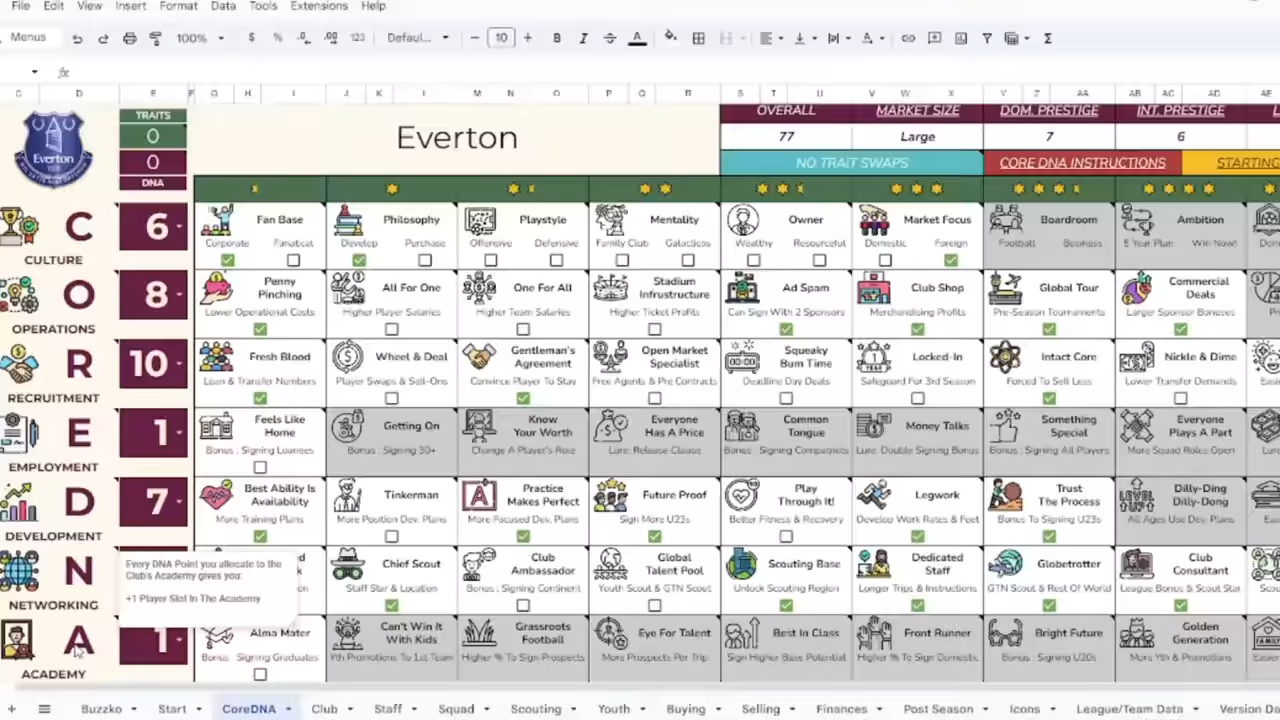 File Edit View Insert Format Data Tools Extensions Help
Menus 100% $ % .0 .00 123 Defaul... − 10 + B I A Σ
fx
C D E F G H I J K L M N O P Q R S T U V W X Y Z AA AB AC AD AE
TRAITS
0
0
DNA
Everton
Everton
OVERALL MARKET SIZE DOM. PRESTIGE INT. PRESTIGE
77 Large 7 6
NO TRAIT SWAPS CORE DNA INSTRUCTIONS STARTING
C 6
CULTURE
Fan Base Philosophy Playstyle Mentality Owner Market Focus Boardroom Ambition
Corporate Fanatical Develop Purchase Offensive Defensive Family Club Galacticos Wealthy Resourceful Domestic Foreign Football Business 5 Year Plan Win Now!
O 8
OPERATIONS
Penny Pinching All For One One For All Stadium Infrustructure Ad Spam Club Shop Global Tour Commercial Deals
Lower Operational Costs Higher Player Salaries Higher Team Salaries Higher Ticket Profits Can Sign With 2 Sponsors Merchandising Profits Pre-Season Tournaments Larger Sponsor Bonuses
R 10
RECRUITMENT
Fresh Blood Wheel & Deal Gentleman's Agreement Open Market Specialist Squeaky Bum Time Locked-In Intact Core Nickle & Dime
Loan & Transfer Numbers Player Swaps & Sell-Ons Convince Player To Stay Free Agents & Pre Contracts Deadline Day Deals Safeguard For 3rd Season Forced To Sell Less Lower Transfer Demands
E 1
EMPLOYMENT
Feels Like Home Getting On Know Your Worth Everyone Has A Price Common Tongue Money Talks Something Special Everyone Plays A Part
Bonus : Signing Loanees Bonus : Signing 30+ Change A Player's Role Lure: Release Clause Bonus : Signing Compatriots Lure: Double Signing Bonus Bonus : Signing All Players More Squad Roles Open
D 7
DEVELOPMENT
Best Ability Is Availability Tinkerman Practice Makes Perfect Future Proof Play Through It! Legwork Trust The Process Dilly-Ding Dilly-Dong
More Training Plans More Position Dev. Plans More Focused Dev. Plans Sign More U23s Better Fitness & Recovery Develop Work Rates & Feet Bonus To Signing U23s All Ages Use Dev Plans
LEVEL UP!
N
NETWORKING
Every DNA Point you allocate to the
Club's Academy gives you:
+1 Player Slot In The Academy
Chief Scout Club Ambassador Global Talent Pool Scouting Base Dedicated Staff Globetrotter Club Consultant
Staff Star & Location Bonus : Signing Continent Youth Scout & GTN Scout Unlock Scouting Region Longer Trips & Instructions GTN Scout & Rest Of World League Bonus & Scout Star
A 1
ACADEMY
Alma Mater Can't Win It With Kids Grassroots Football Eye For Talent Best In Class Front Runner Bright Future Golden Generation
Bonus : Signing Graduates Yth Promotions To 1st Team Higher % To Sign Prospects More Prospects Per Trip Sign Higher Base Potential Higher % To Sign Domestic Bonus : Signing U20s More Yth & Promotions
FAMILY
+ Buzzko Start CoreDNA Club Staff Squad Scouting Youth Buying Selling Finances Post Season Icons League/Team Data Version Da